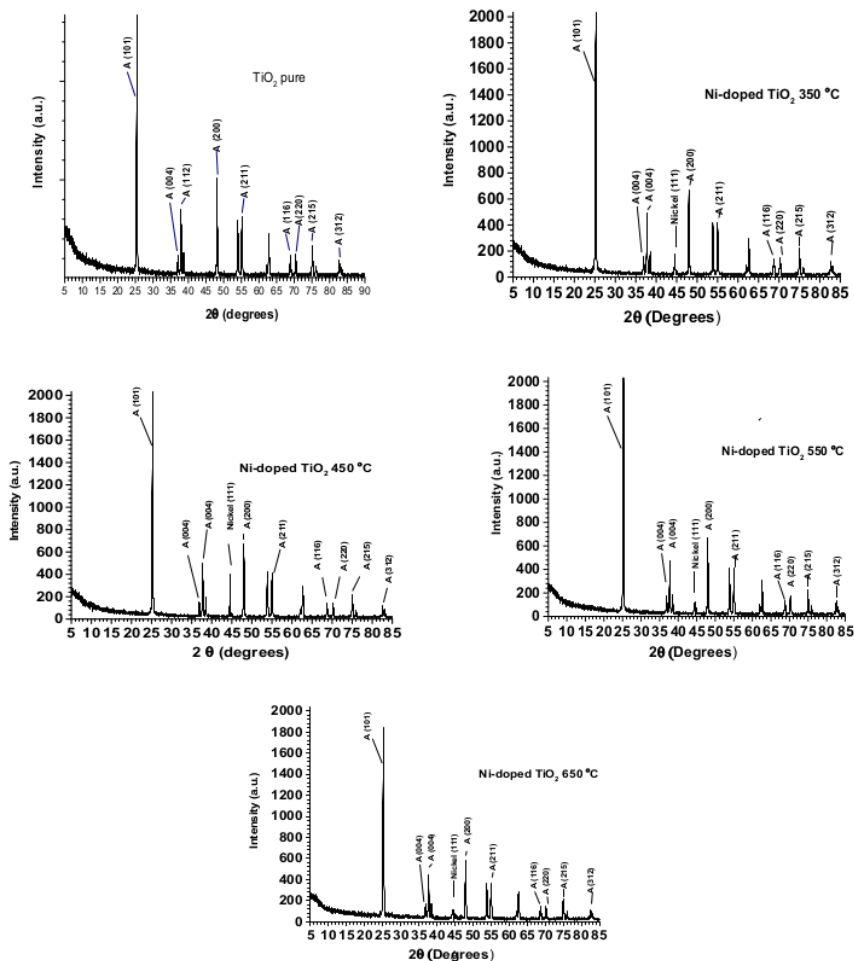 TiO2 pure
Intensity (a.u.)
A (101)
A (004)
A (112)
A (200)
A (211)
A (116)
A (220)
A (215)
A (312)
5 10 15 20 25 30 35 40 45 50 55 60 65 70 75 80 85 90
2θ (degrees)
Ni-doped TiO2 350 °C
Intensity (a.u.)
2000
1800
1600
1400
1200
1000
800
600
400
200
0
A (101)
A (004)
A (004)
Nickel (111)
A (200)
A (211)
A (116)
A (220)
A (215)
A (312)
5 10 15 20 25 30 35 40 45 50 55 60 65 70 75 80 85
2θ (Degrees)
Ni-doped TiO2 450 °C
Intensity (a.u.)
2000
1800
1600
1400
1200
1000
800
600
400
200
0
A (101)
A (004)
A (004)
Nickel (111)
A (200)
A (211)
A (116)
A (220)
A (215)
A (312)
5 10 15 20 25 30 35 40 45 50 55 60 65 70 75 80 85
2 θ (degrees)
Ni-doped TiO2 550 °C
Intensity (a.u.)
2000
1800
1600
1400
1200
1000
800
600
400
200
0
A (101)
A (004)
A (004)
Nickel (111)
A (200)
A (211)
A (116)
A (220)
A (215)
A (312)
5 10 15 20 25 30 35 40 45 50 55 60 65 70 75 80 85
2θ (Degrees)
Ni-doped TiO2 650 °C
Intensity (a.u.)
2000
1800
1600
1400
1200
1000
800
600
400
200
0
A (101)
A (004)
A (004)
Nickel (111)
A (200)
A (211)
A (116)
A (220)
A (215)
A (312)
5 10 15 20 25 30 35 40 45 50 55 60 65 70 75 80 85
2θ (Degrees)